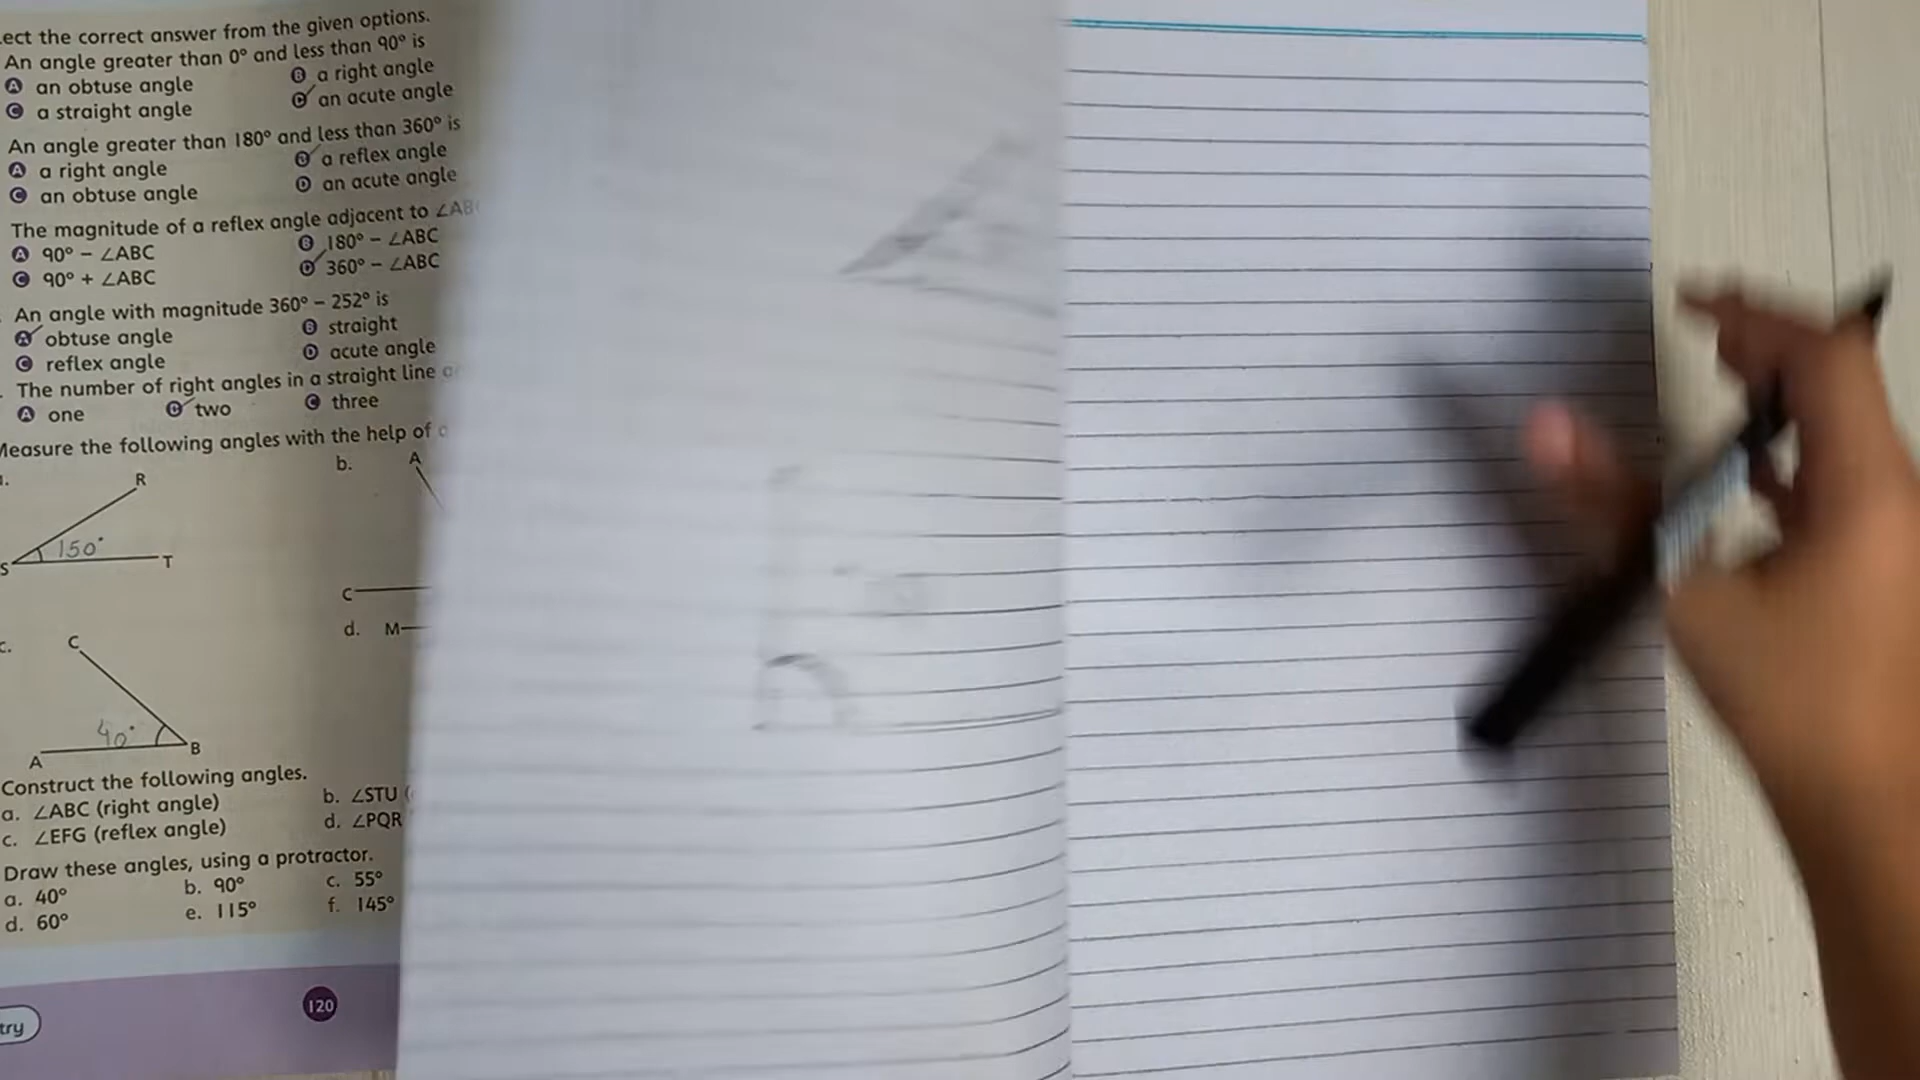 ect the correct answer from the given options.
An angle greater than 0° and less than 90° is
A an obtuse angle B a right angle
C a straight angle D an acute angle
An angle greater than 180° and less than 360° is
A a right angle B a reflex angle
C an obtuse angle D an acute angle
The magnitude of a reflex angle adjacent to ∠AB
A 90° – ∠ABC B 180° – ∠ABC
C 90° + ∠ABC D 360° – ∠ABC
An angle with magnitude 360° – 252° is
A obtuse angle B straight
C reflex angle D acute angle
The number of right angles in a straight line
A one B two C three
Measure the following angles with the help of
b. A
R
150°
S T
C
d. M
c. C
40°
A B
Construct the following angles.
a. ∠ABC (right angle) b. ∠STU (
c. ∠EFG (reflex angle) d. ∠PQR
Draw these angles, using a protractor.
a. 40° b. 90° c. 55°
d. 60° e. 115° f. 145°
try 120